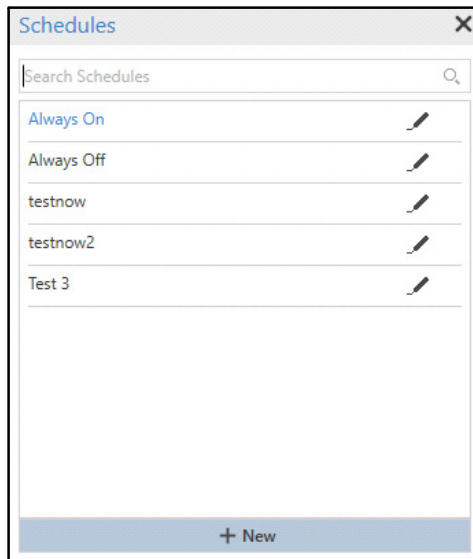 Schedules
Search Schedules
Always On
Always Off
testnow
testnow2
Test 3
+ New